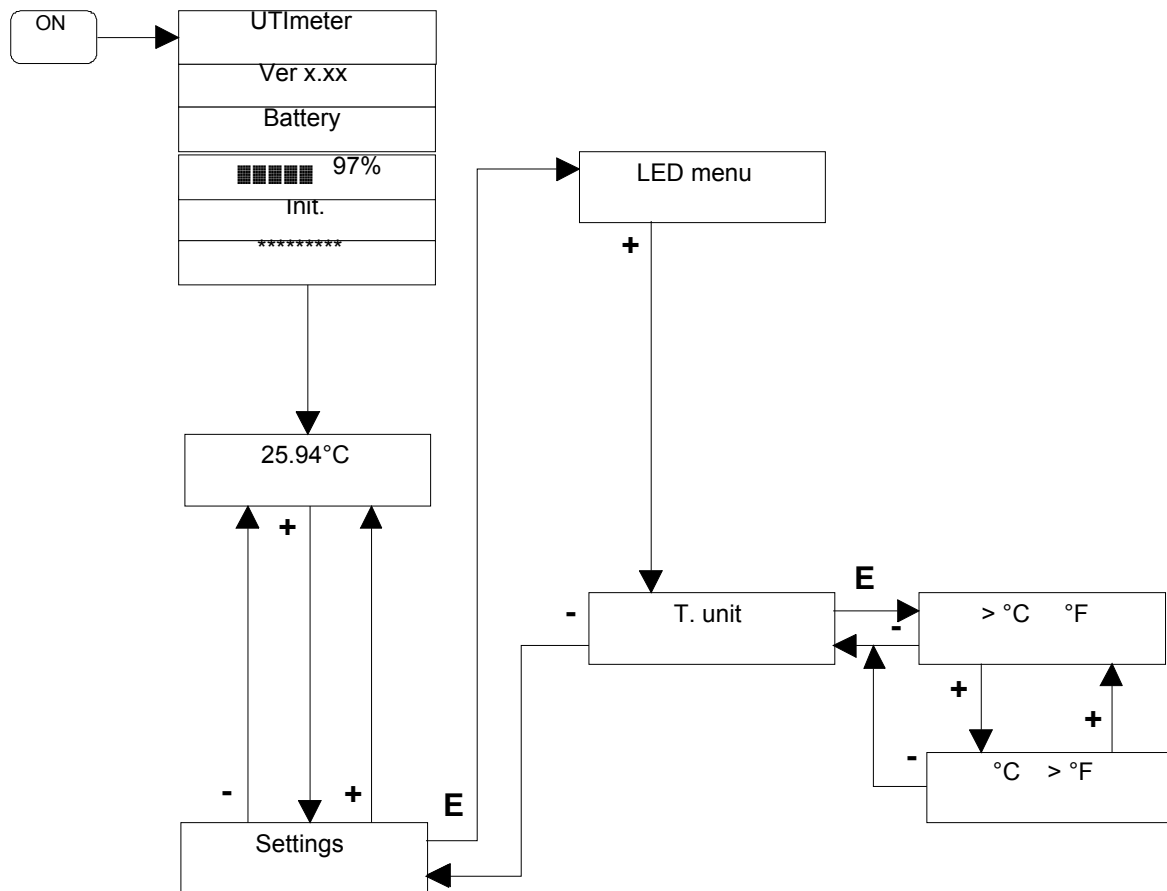 ON
UTImeter
Ver x.xx
Battery
97%
Init.
*********
LED menu
+
25.94°C
+
E
-
T. unit
> °C °F
-
+
+
-
°C > °F
-
+
E
Settings